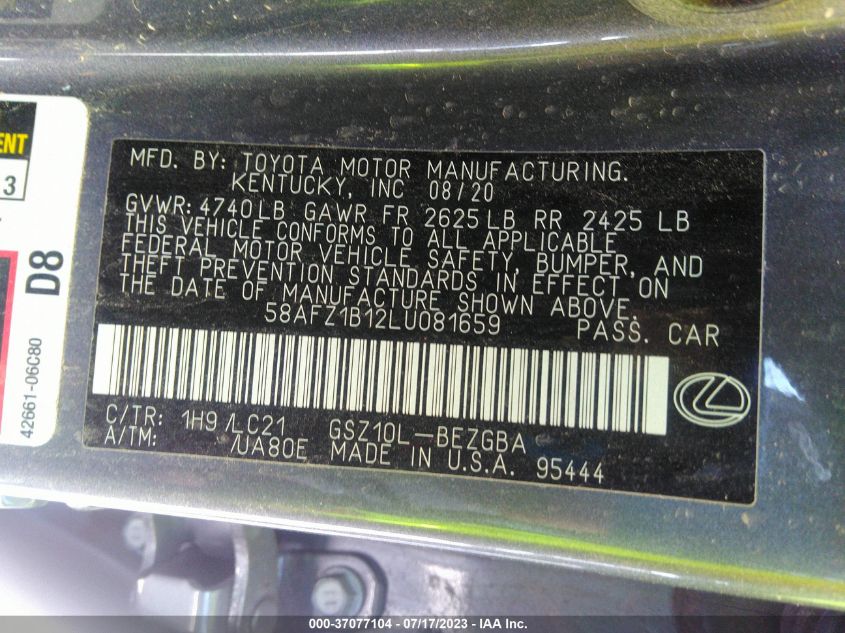 MFD. BY: TOYOTA MOTOR MANUFACTURING.
KENTUCKY, INC 08/20
GVWR: 4740LB GAWR FR 2625LB RR 2425 LB
THIS VEHICLE CONFORMS TO ALL APPLICABLE
FEDERAL MOTOR VEHICLE SAFETY, BUMPER, AND
THEFT PREVENTION STANDARDS IN EFFECT ON
THE DATE OF MANUFACTURE SHOWN ABOVE.
58AFZ1B12LU081659 PASS. CAR
C/TR: 1H9/LC21 GSZ10L-BEZGBA
A/TM: /UA80E MADE IN U.S.A. 95444
3
D8
42661-06C80
000-37077104 - 07/17/2023 - IAA Inc.